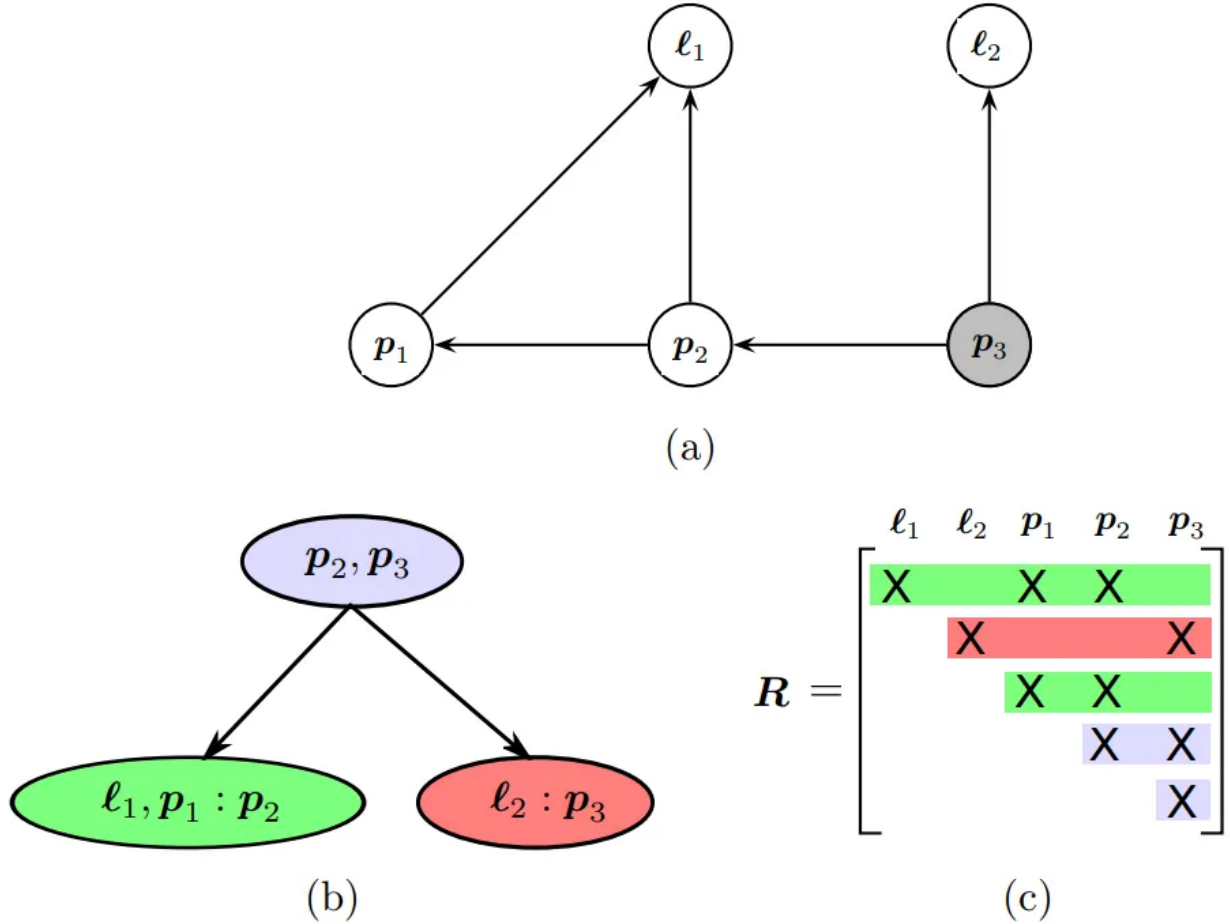 ℓ₁ ℓ₂
p₁ p₂ p₃
(a)
p₂, p₃
ℓ₁, p₁ : p₂ ℓ₂ : p₃
(b)
ℓ₁ ℓ₂ p₁ p₂ p₃
X X X
X X
R = X X
X X
X
(c)